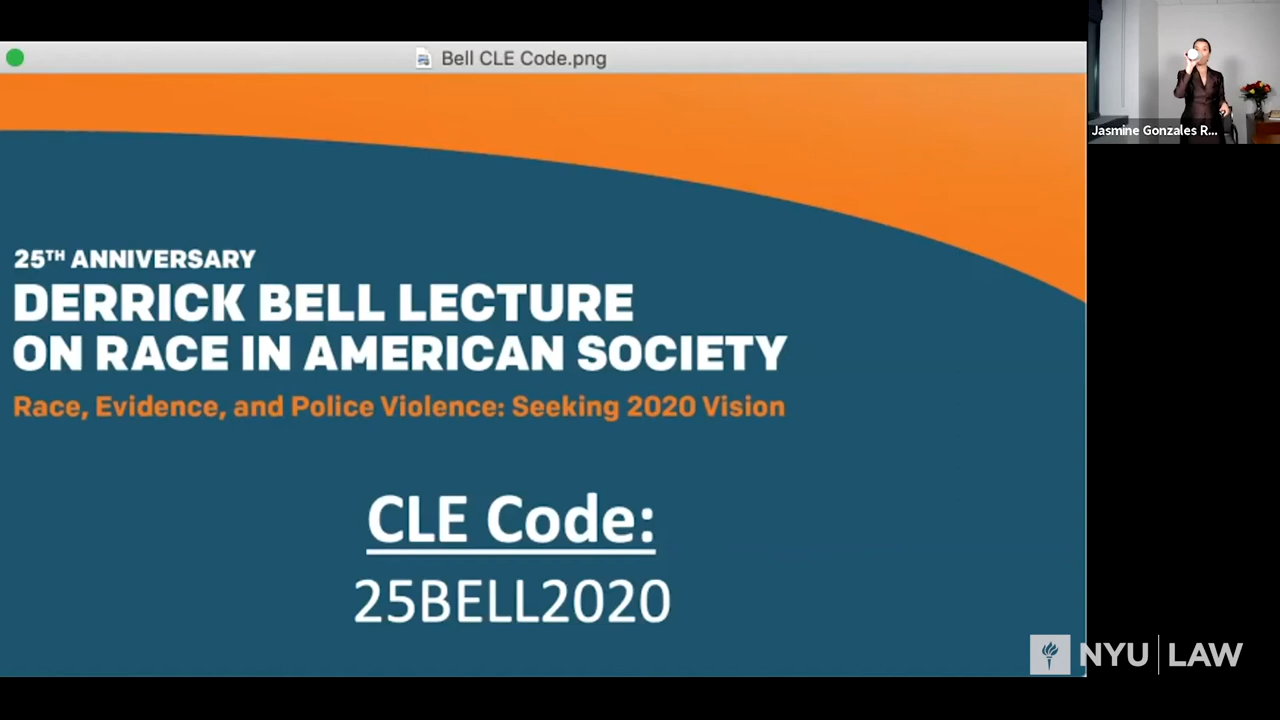 Bell CLE Code.png
Jasmine Gonzales R...
25TH ANNIVERSARY
DERRICK BELL LECTURE
ON RACE IN AMERICAN SOCIETY
Race, Evidence, and Police Violence: Seeking 2020 Vision
CLE Code:
25BELL2020
NYU | LAW